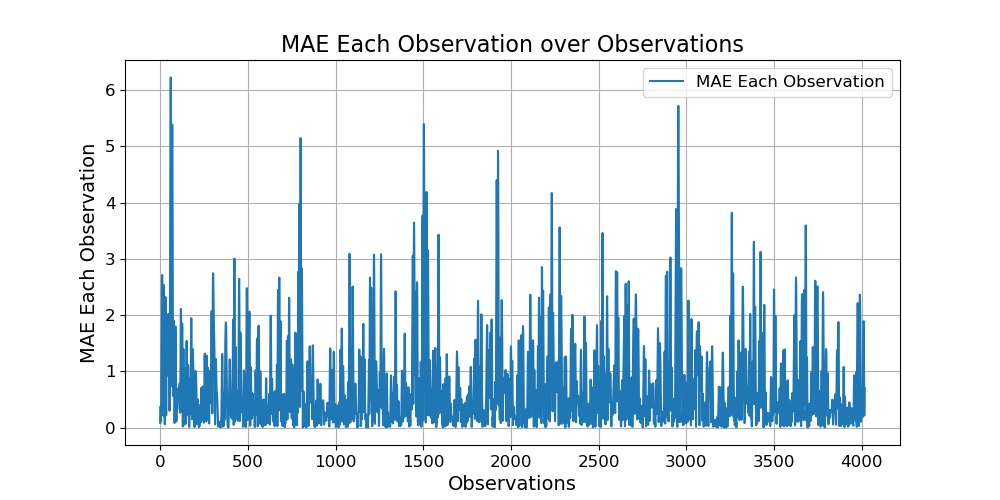 MAE Each Observation over Observations
MAE Each Observation
MAE Each Observation
6
5
4
3
2
1
0
0 500 1000 1500 2000 2500 3000 3500 4000
Observations